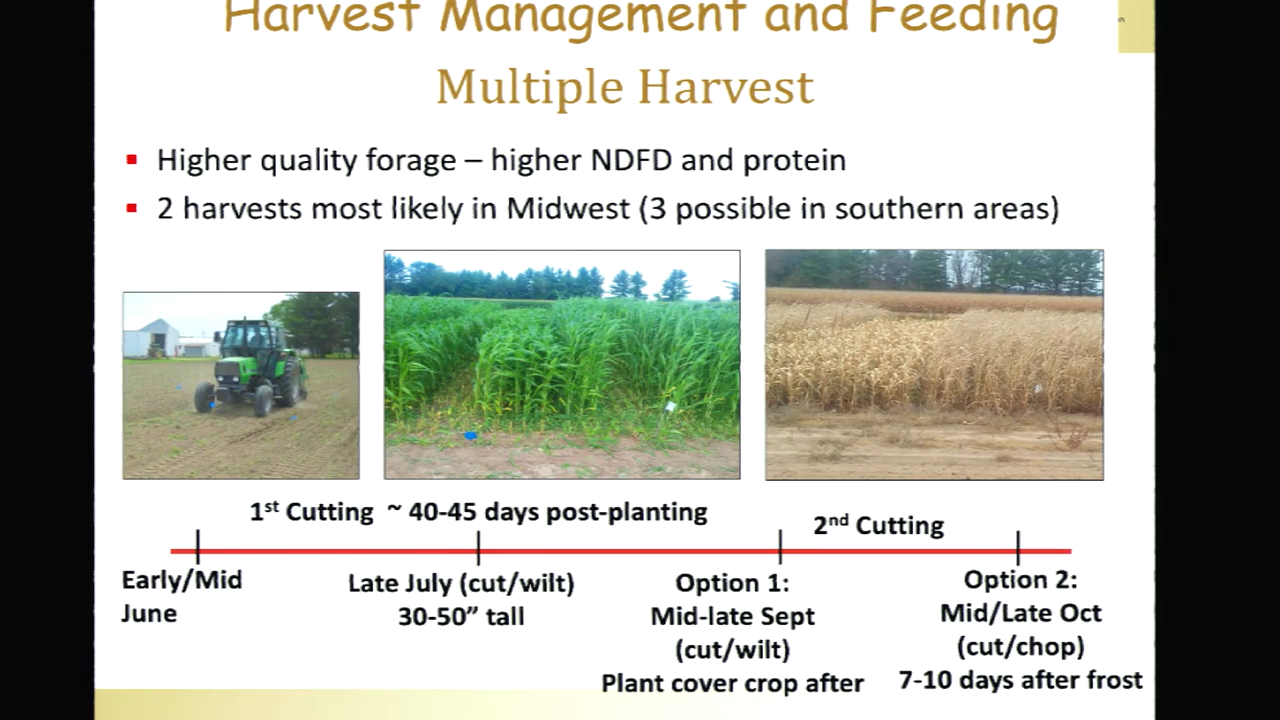 Harvest Management and Feeding
Multiple Harvest
▪ Higher quality forage – higher NDFD and protein
▪ 2 harvests most likely in Midwest (3 possible in southern areas)
1st Cutting ~ 40-45 days post-planting
2nd Cutting
Early/Mid
June
Late July (cut/wilt)
30-50” tall
Option 1:
Mid-late Sept
(cut/wilt)
Plant cover crop after
Option 2:
Mid/Late Oct
(cut/chop)
7-10 days after frost